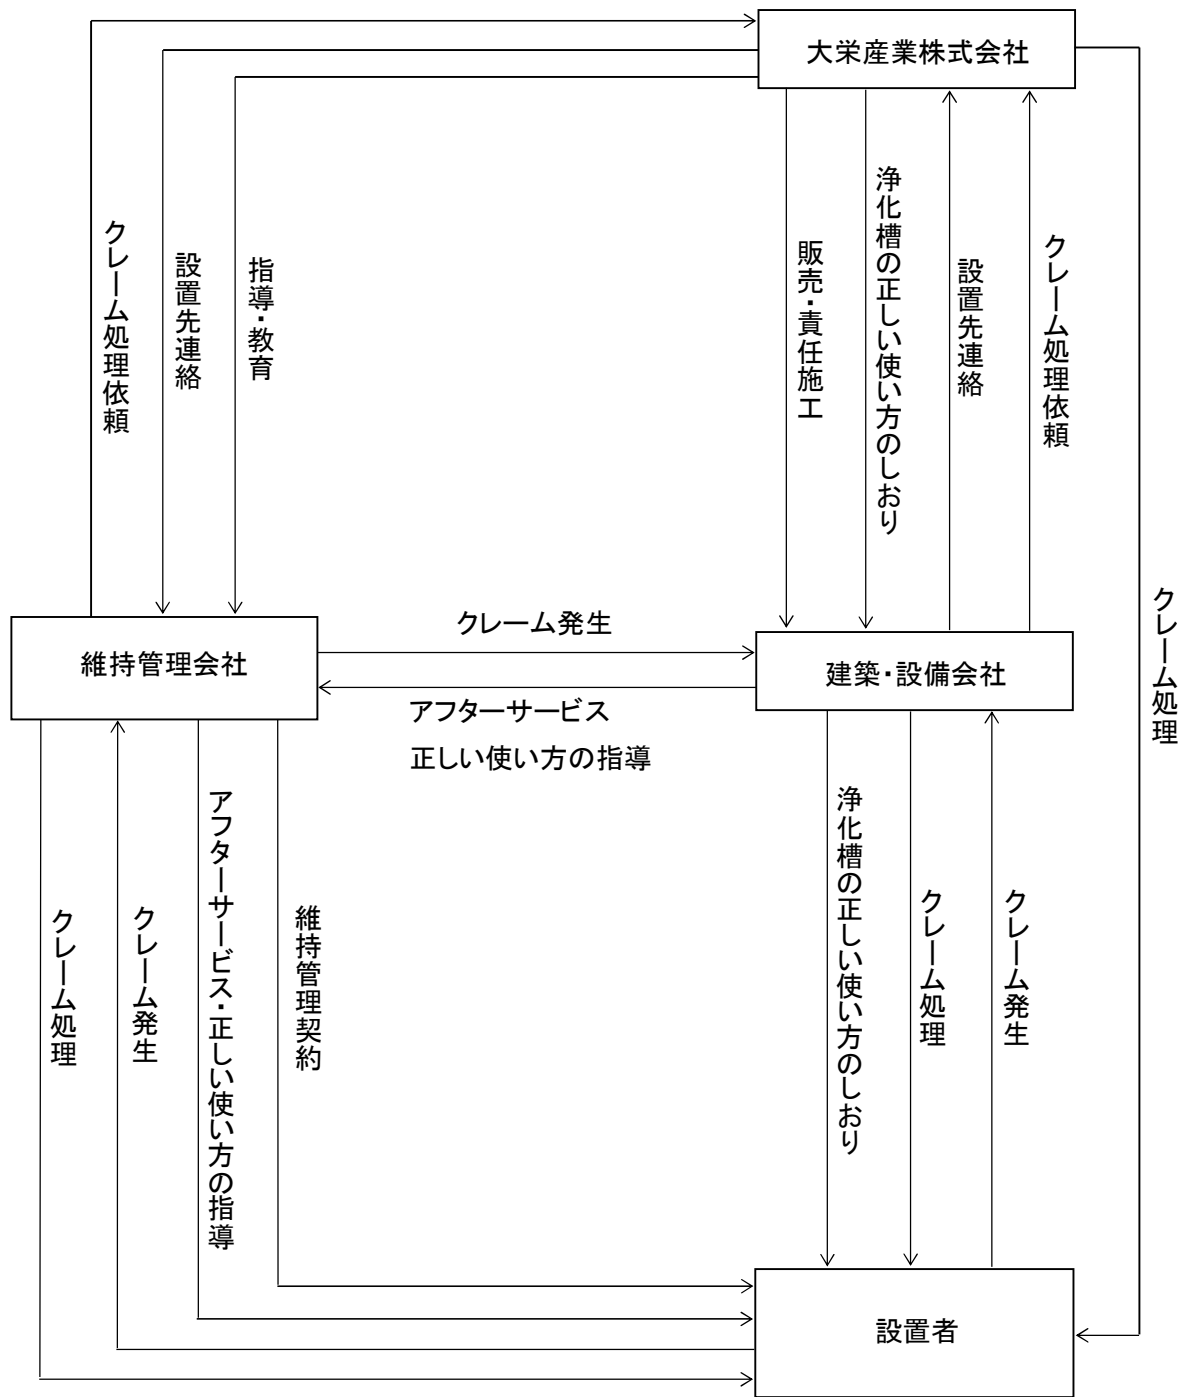 大栄産業株式会社
クレーム処理依頼
設置先連絡
指導・教育
販売・責任施工
浄化槽の正しい使い方のしおり
設置先連絡
クレーム処理依頼
クレーム処理
維持管理会社
クレーム発生
建築・設備会社
アフターサービス
正しい使い方の指導
クレーム処理
クレーム発生
アフターサービス・正しい使い方の指導
維持管理契約
浄化槽の正しい使い方のしおり
クレーム処理
クレーム発生
設置者